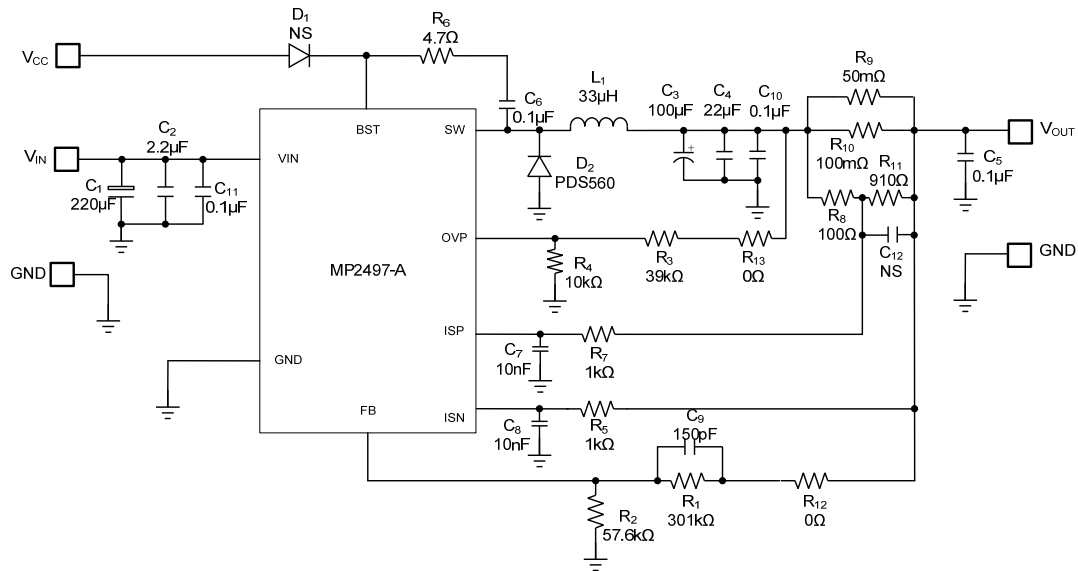 D1
NS
R6
4.7Ω
VCC
L1
33µH
C6
0.1µF
C3
100µF
C4
22µF
C10
0.1µF
R9
50mΩ
BST
SW
VIN
VIN
C2
2.2µF
C1
220µF
C11
0.1µF
D2
PDS560
R10
100mΩ
R11
910Ω
R8
100Ω
C12
NS
C5
0.1µF
VOUT
OVP
R4
10kΩ
R3
39kΩ
R13
0Ω
GND
GND
MP2497-A
ISP
C7
10nF
R7
1kΩ
GND
FB
ISN
C8
10nF
R5
1kΩ
C9
150pF
R1
301kΩ
R12
0Ω
R2
57.6kΩ